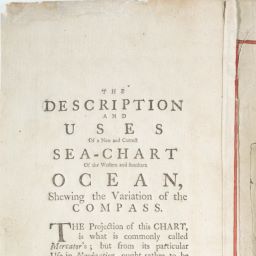 THE
DESCRIPTION
AND
USES
Of a New and Correct
SEA-CHART
Of the Western and Southern
OCEAN,
Shewing the Variation of the
COMPASS.
THE Projection of this CHART,
is what is commonly called
Mercator's; but from its particular
Use in Navigation, ought rather to be